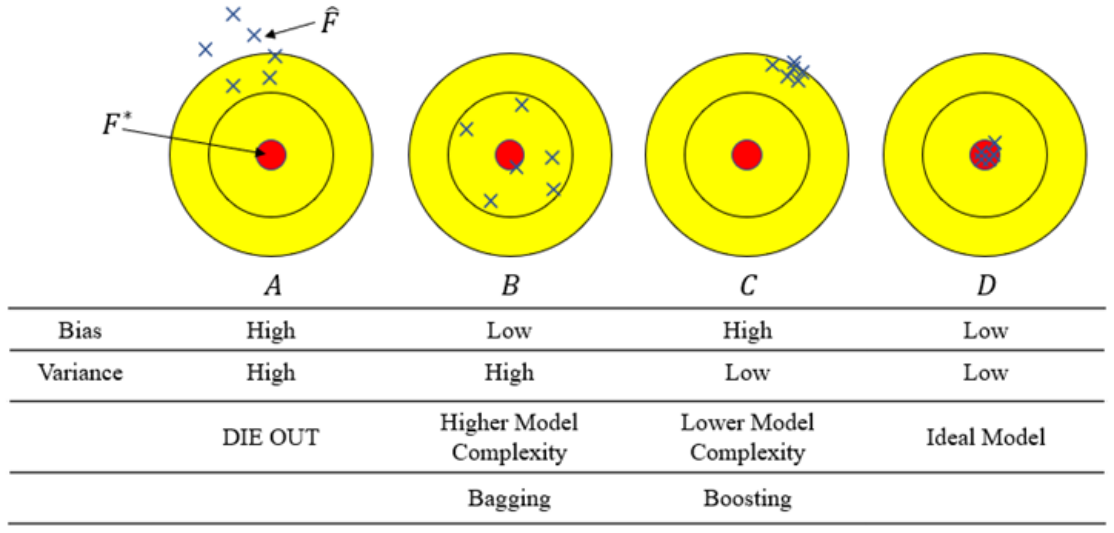 F̂
F*
A B C D
Bias High Low High Low
Variance High High Low Low
DIE OUT Higher Model Complexity Lower Model Complexity Ideal Model
Bagging Boosting